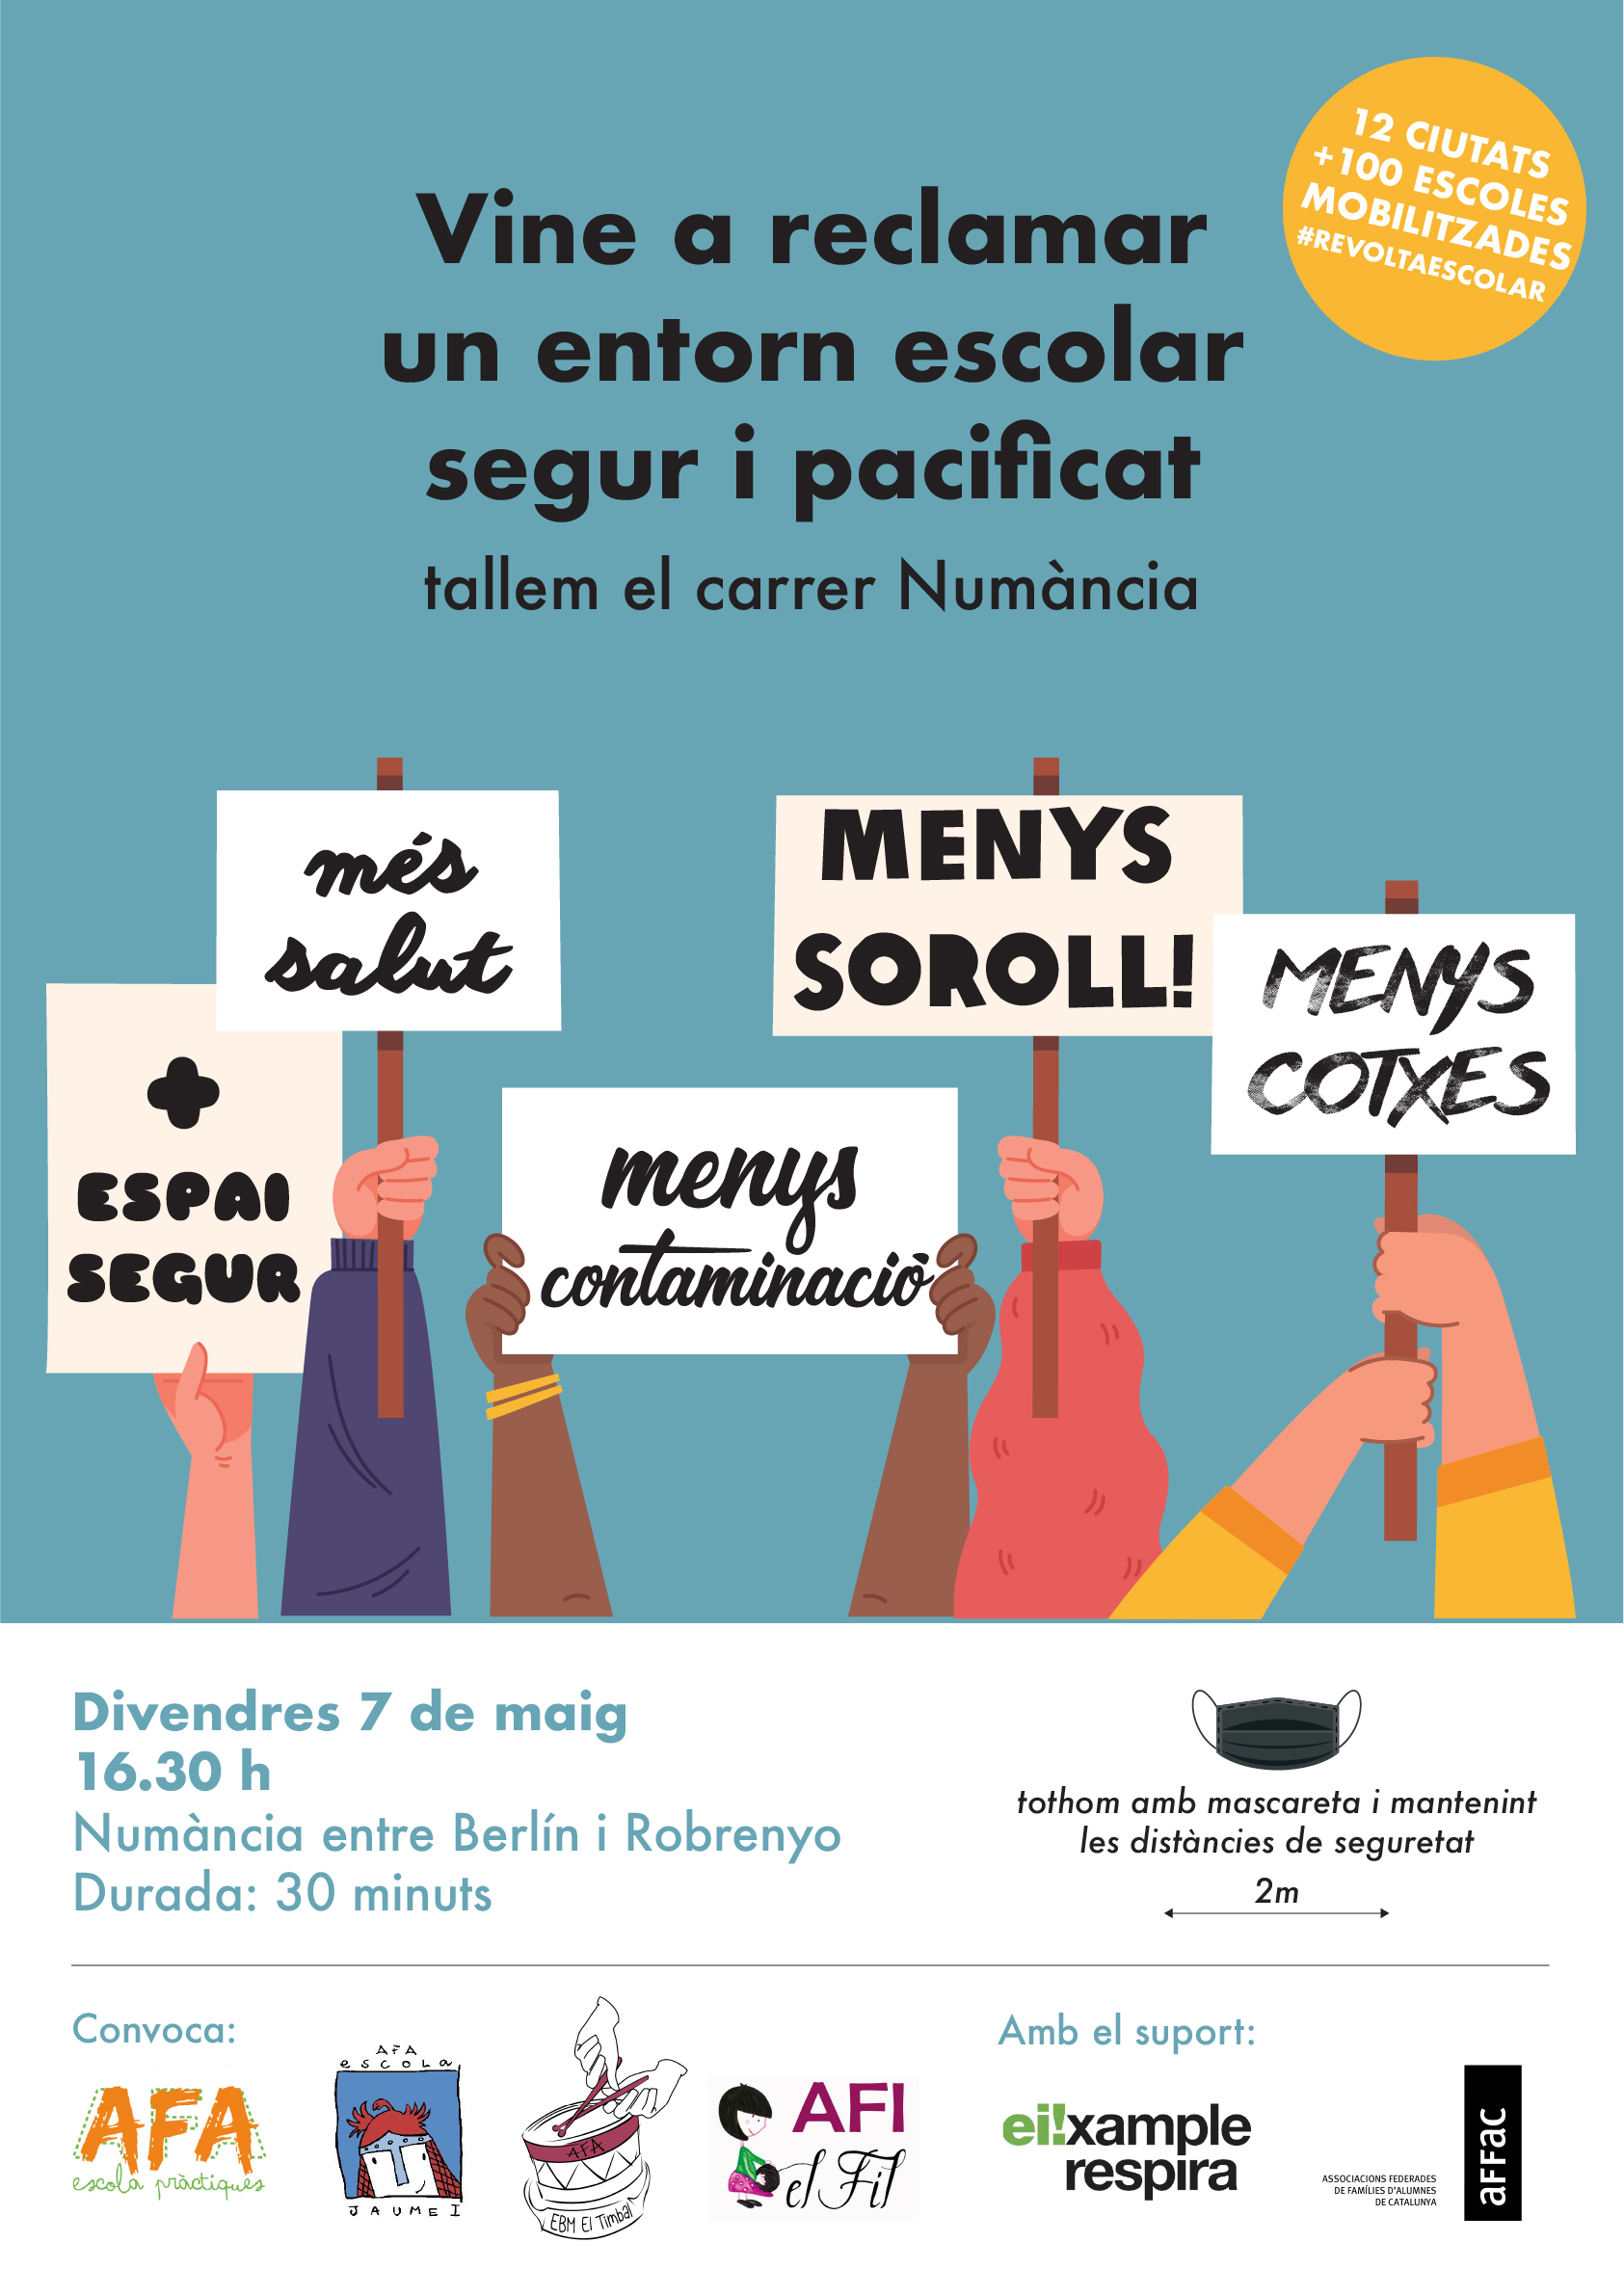 12 CIUTATS
+100 ESCOLES
MOBILITZADES
#REVOLTAESCOLAR
Vine a reclamar
un entorn escolar
segur i pacificat
tallem el carrer Numància
més
salut
MENYS
SOROLL!
MENYS
COTXES
+
ESPAI
SEGUR
menys
contaminació
Divendres 7 de maig
16.30 h
Numància entre Berlín i Robrenyo
Durada: 30 minuts
tothom amb mascareta i mantenint
les distàncies de seguretat
2m
Convoca:
AFA
escola pràctiques
AFA
escola
JAUME I
AFA
EBM El Timbal
AFI
el Fil
Amb el suport:
ei!xample
respira
ASSOCIACIONS FEDERADES
DE FAMÍLIES D'ALUMNES
DE CATALUNYA
aFFaC